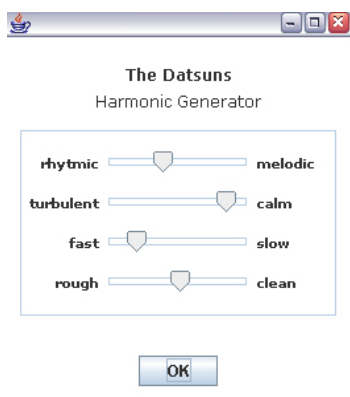 The Datsuns
Harmonic Generator
rhytmic melodic
turbulent calm
fast slow
rough clean
OK